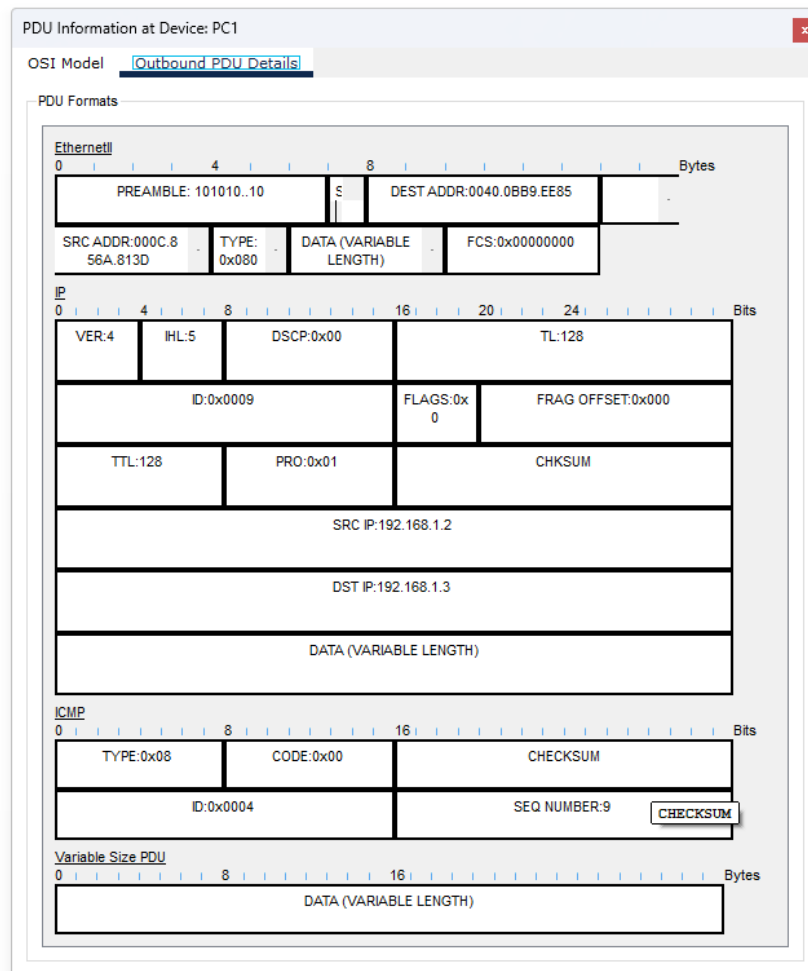 PDU Information at Device: PC1
x
OSI Model Outbound PDU Details
PDU Formats
EthernetII
0 4 8 Bytes
PREAMBLE: 101010..10 S DEST ADDR:0040.0BB9.EE85
SRC ADDR:000C.8 TYPE: DATA (VARIABLE FCS:0x00000000
56A.813D 0x080 LENGTH)
IP
0 4 8 16 20 24 Bits
VER:4 IHL:5 DSCP:0x00 TL:128
ID:0x0009 FLAGS:0x FRAG OFFSET:0x000
0
TTL:128 PRO:0x01 CHKSUM
SRC IP:192.168.1.2
DST IP:192.168.1.3
DATA (VARIABLE LENGTH)
ICMP
0 8 16 Bits
TYPE:0x08 CODE:0x00 CHECKSUM
ID:0x0004 SEQ NUMBER:9
CHECKSUM
Variable Size PDU
0 8 16 Bytes
DATA (VARIABLE LENGTH)